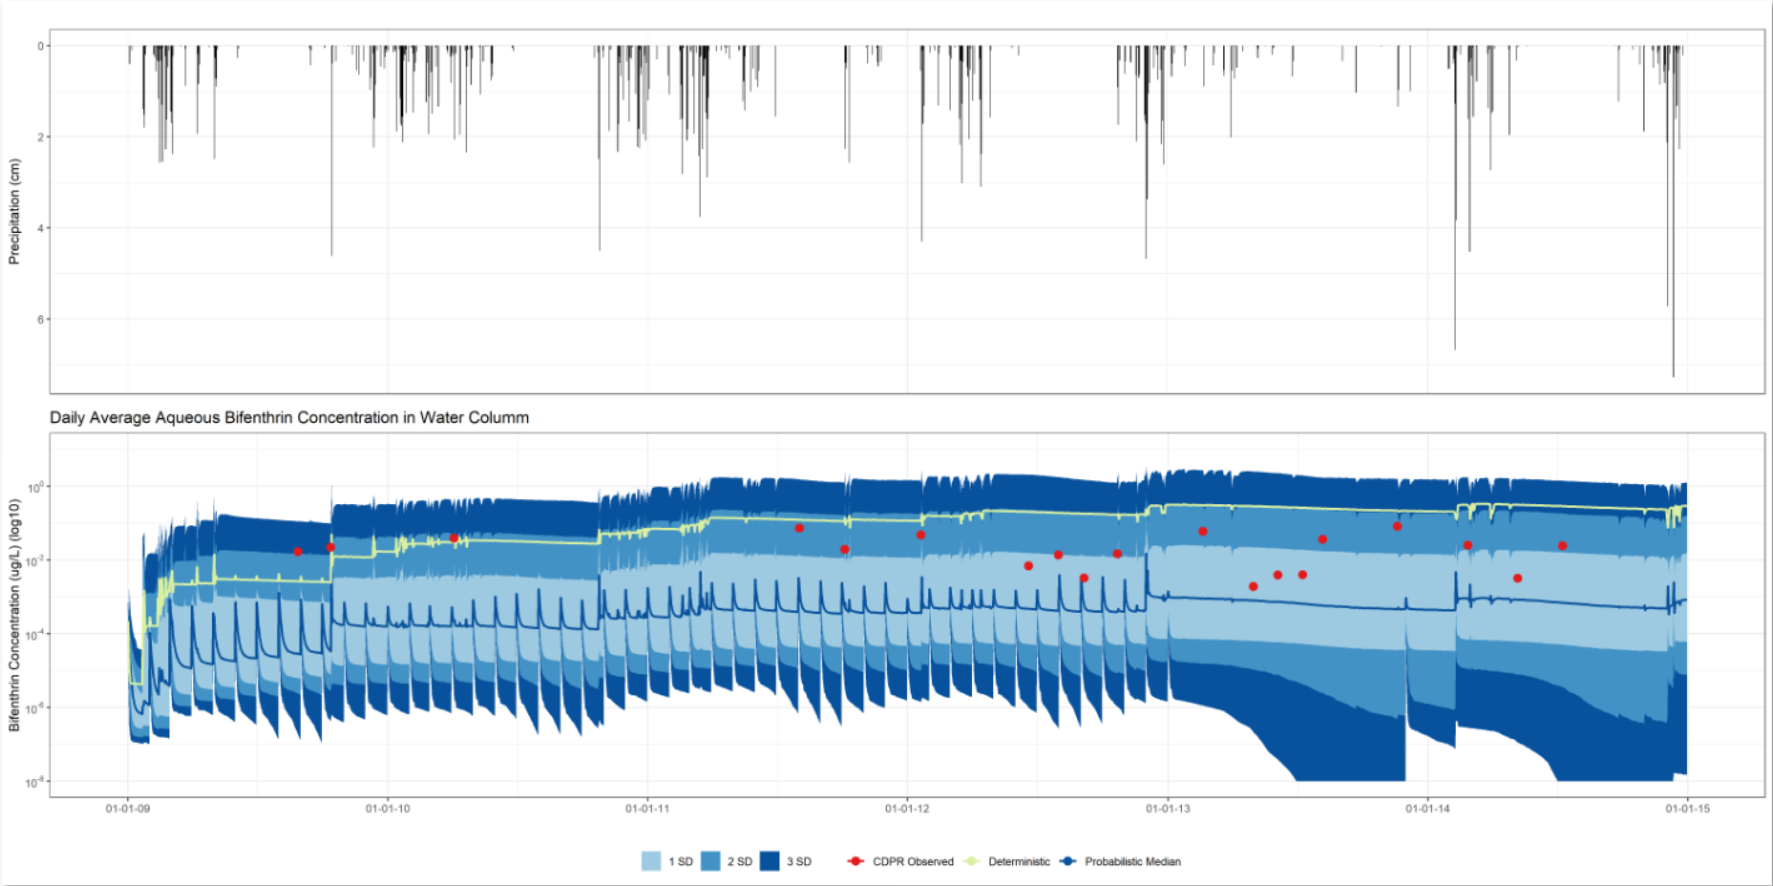 0
2
4
6
Precipitation (cm)
Daily Average Aqueous Bifenthrin Concentration in Water Columm
10⁰
10⁻²
10⁻⁴
10⁻⁶
10⁻⁸
Bifenthrin Concentration (ug/L) (log10)
01-01-09 01-01-10 01-01-11 01-01-12 01-01-13 01-01-14 01-01-15
1 SD 2 SD 3 SD CDPR Observed Deterministic Probabilistic Median